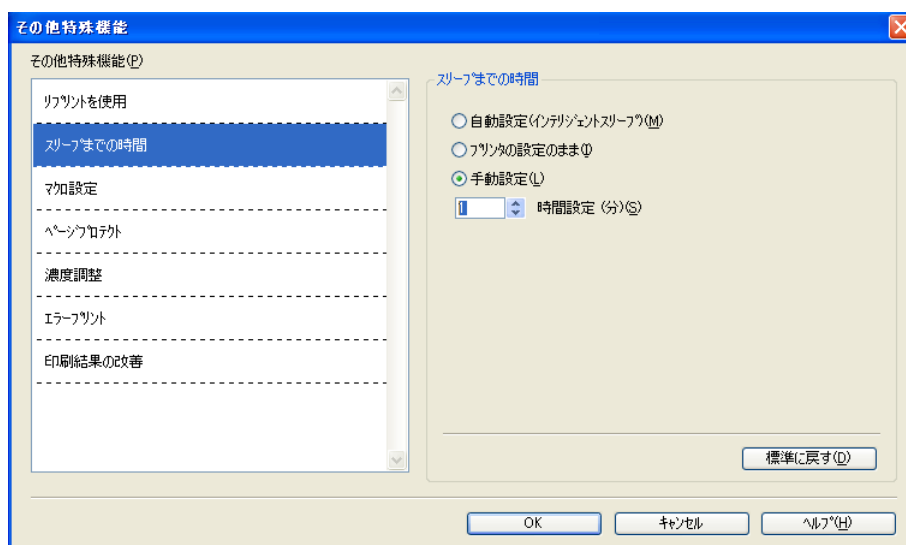 その他特殊機能
その他特殊機能(P)
リプリントを使用
スリープまでの時間
マクロ設定
ページプロテクト
濃度調整
エラープリント
印刷結果の改善
スリープまでの時間
自動設定(インテリジェントスリープ)(M)
プリンタの設定のまま(I)
手動設定(L)
1 時間設定 (分)(S)
標準に戻す(D)
OK キャンセル ヘルプ(H)